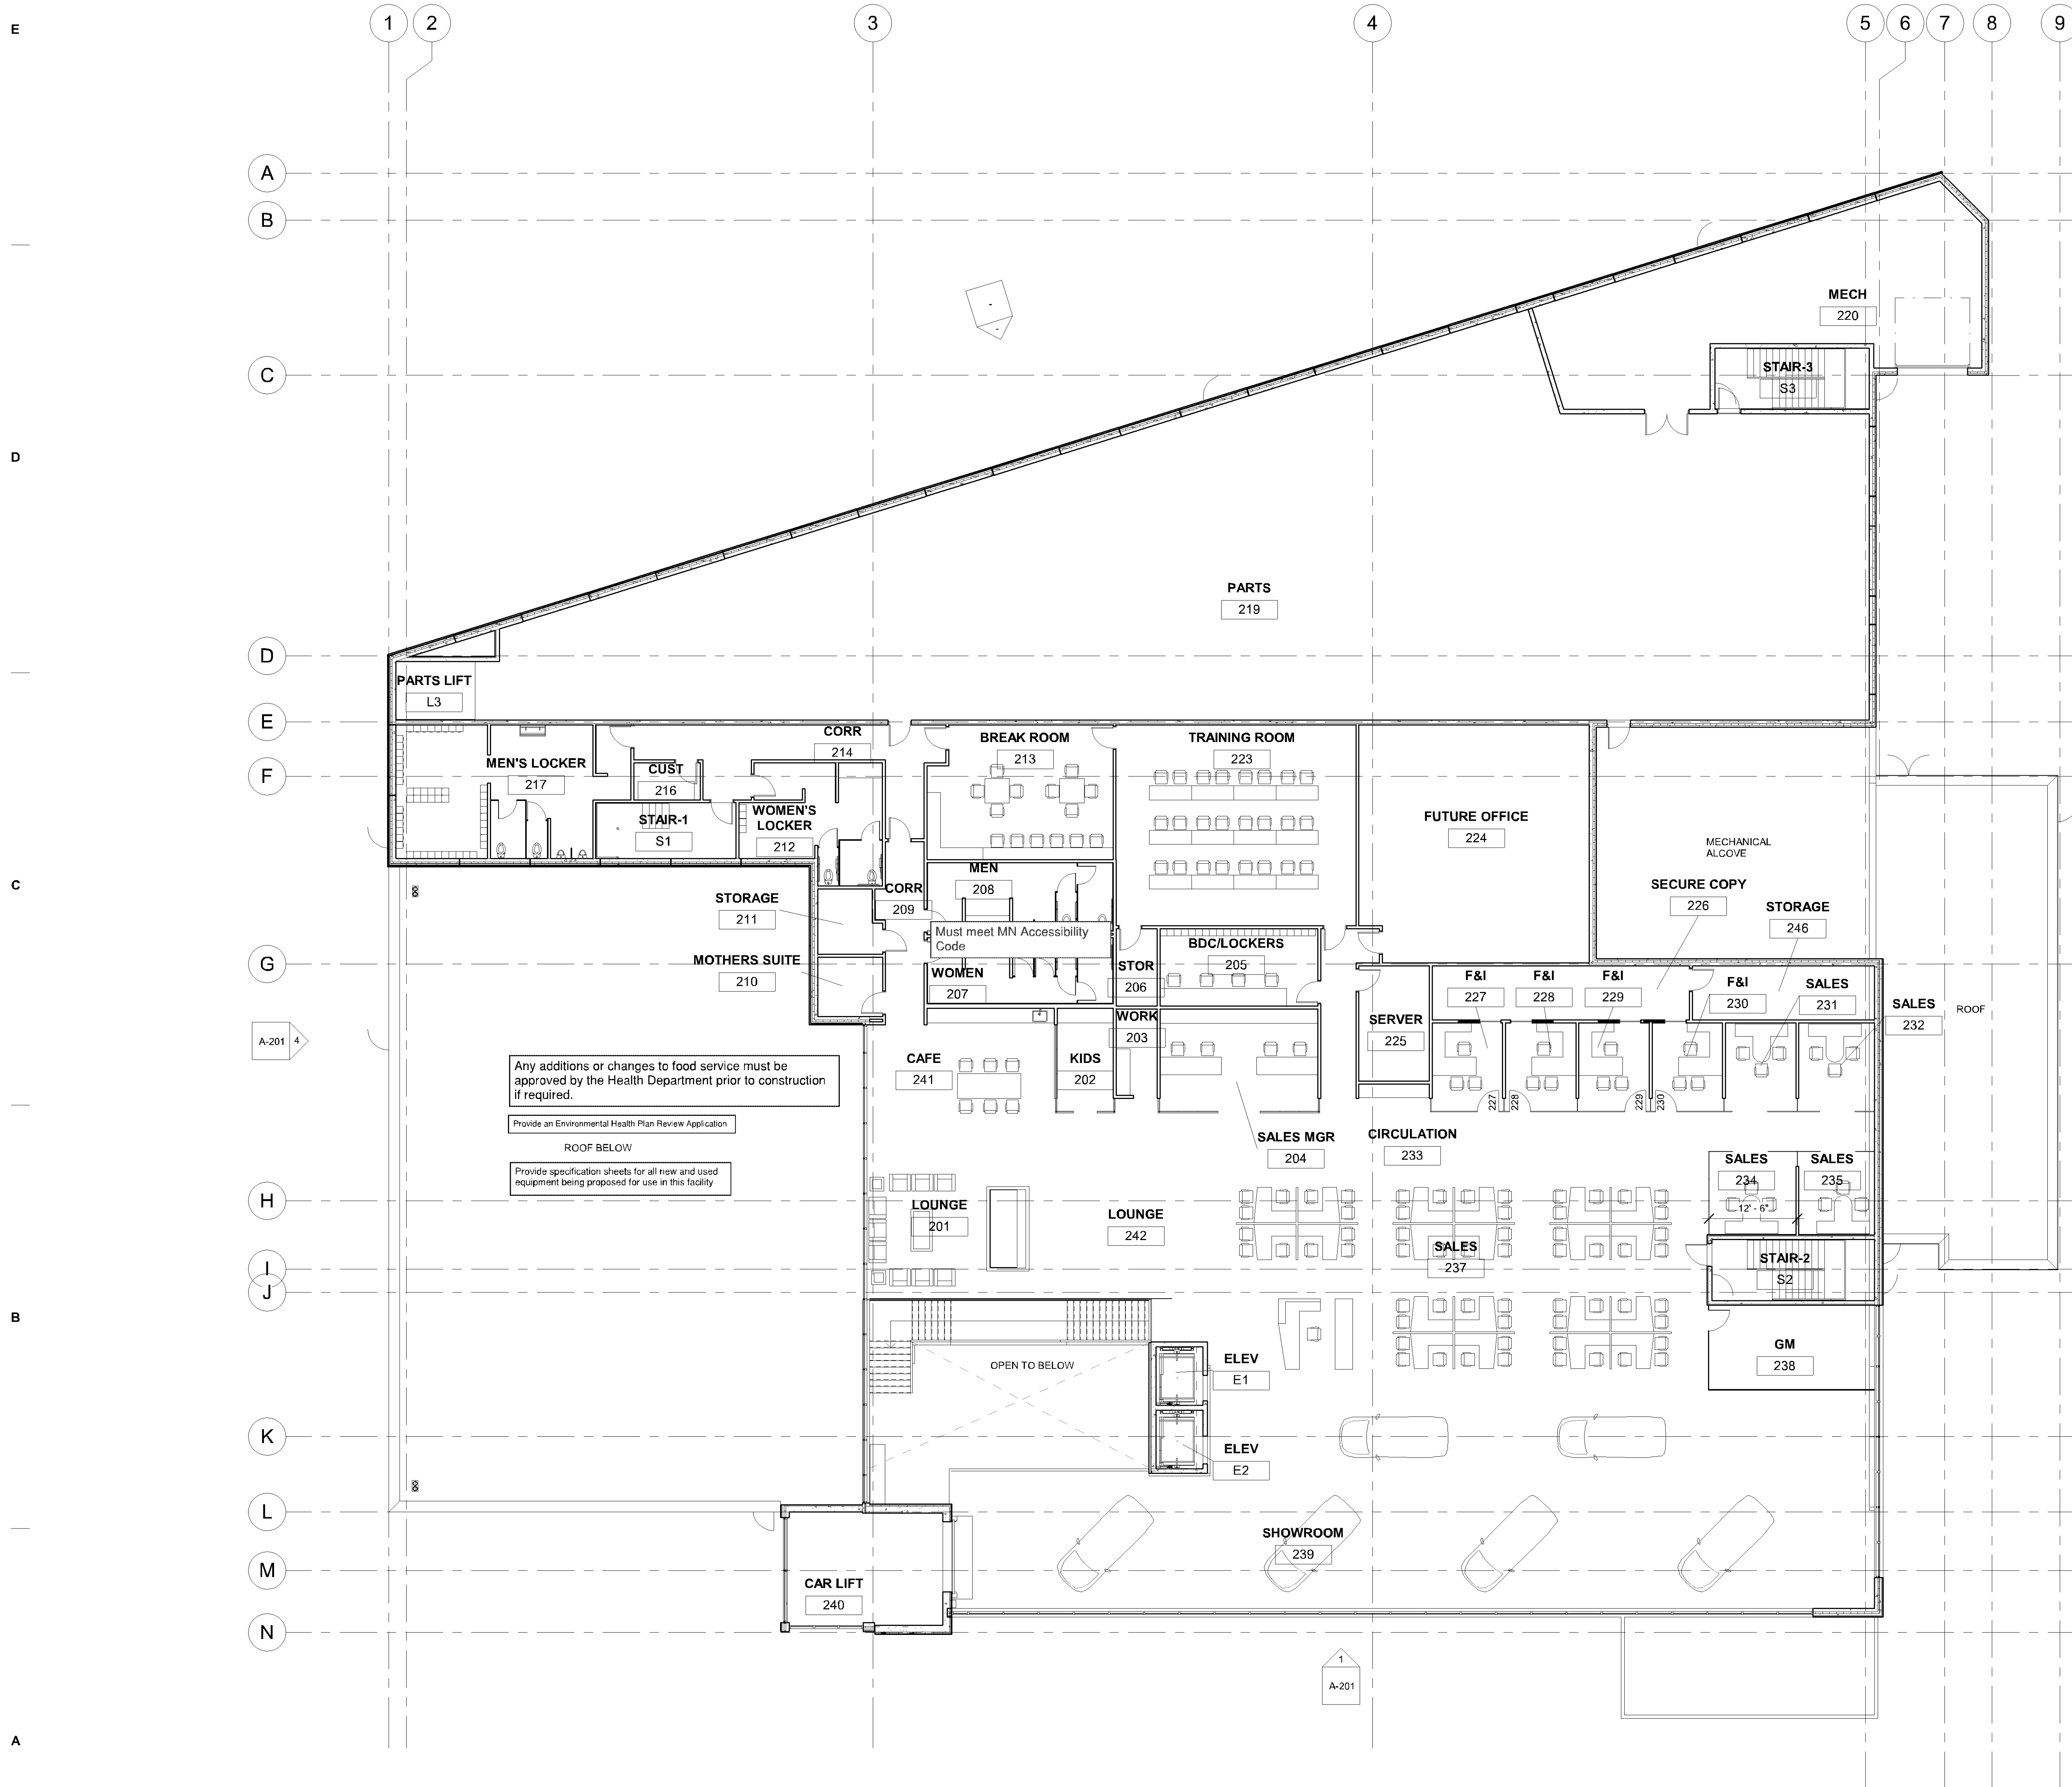 E
1
2
3
4
5
6
7
8
9
A
B
MECH
220
C
STAIR-3
S3
D
PARTS
219
D
PARTS LIFT
L3
E
CORR
214
BREAK ROOM
213
TRAINING ROOM
223
MEN'S LOCKER
217
F
CUST
216
STAIR-1
S1
WOMEN'S
LOCKER
212
FUTURE OFFICE
224
MECHANICAL
ALCOVE
C
MEN
208
CORR
209
STORAGE
211
SECURE COPY
226
STORAGE
246
Must meet MN Accessibility
Code
BDC/LOCKERS
205
G
MOTHERS SUITE
210
WOMEN
207
STOR
206
F&I
227
F&I
228
F&I
229
F&I
230
SALES
231
SALES
232
ROOF
WORK
203
SERVER
225
A-201
4
CAFE
241
KIDS
202
Any additions or changes to food service must be
approved by the Health Department prior to construction
if required.
227
228
229
230
Provide an Environmental Health Plan Review Application
ROOF BELOW
SALES MGR
204
CIRCULATION
233
Provide specification sheets for all new and used
equipment being proposed for use in this facility
SALES
234
SALES
235
H
LOUNGE
201
LOUNGE
242
12' - 6"
SALES
237
I
STAIR-2
S2
J
B
OPEN TO BELOW
ELEV
E1
GM
238
K
ELEV
E2
L
SHOWROOM
239
M
CAR LIFT
240
N
1
A-201
A